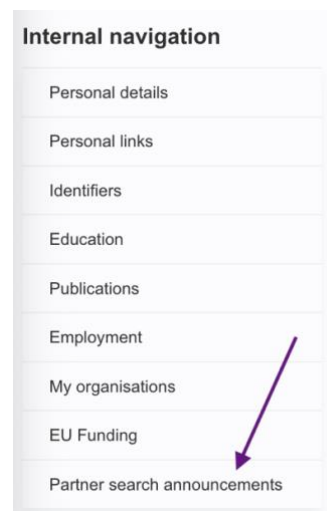 Internal navigation
Personal details
Personal links
Identifiers
Education
Publications
Employment
My organisations
EU Funding
Partner search announcements